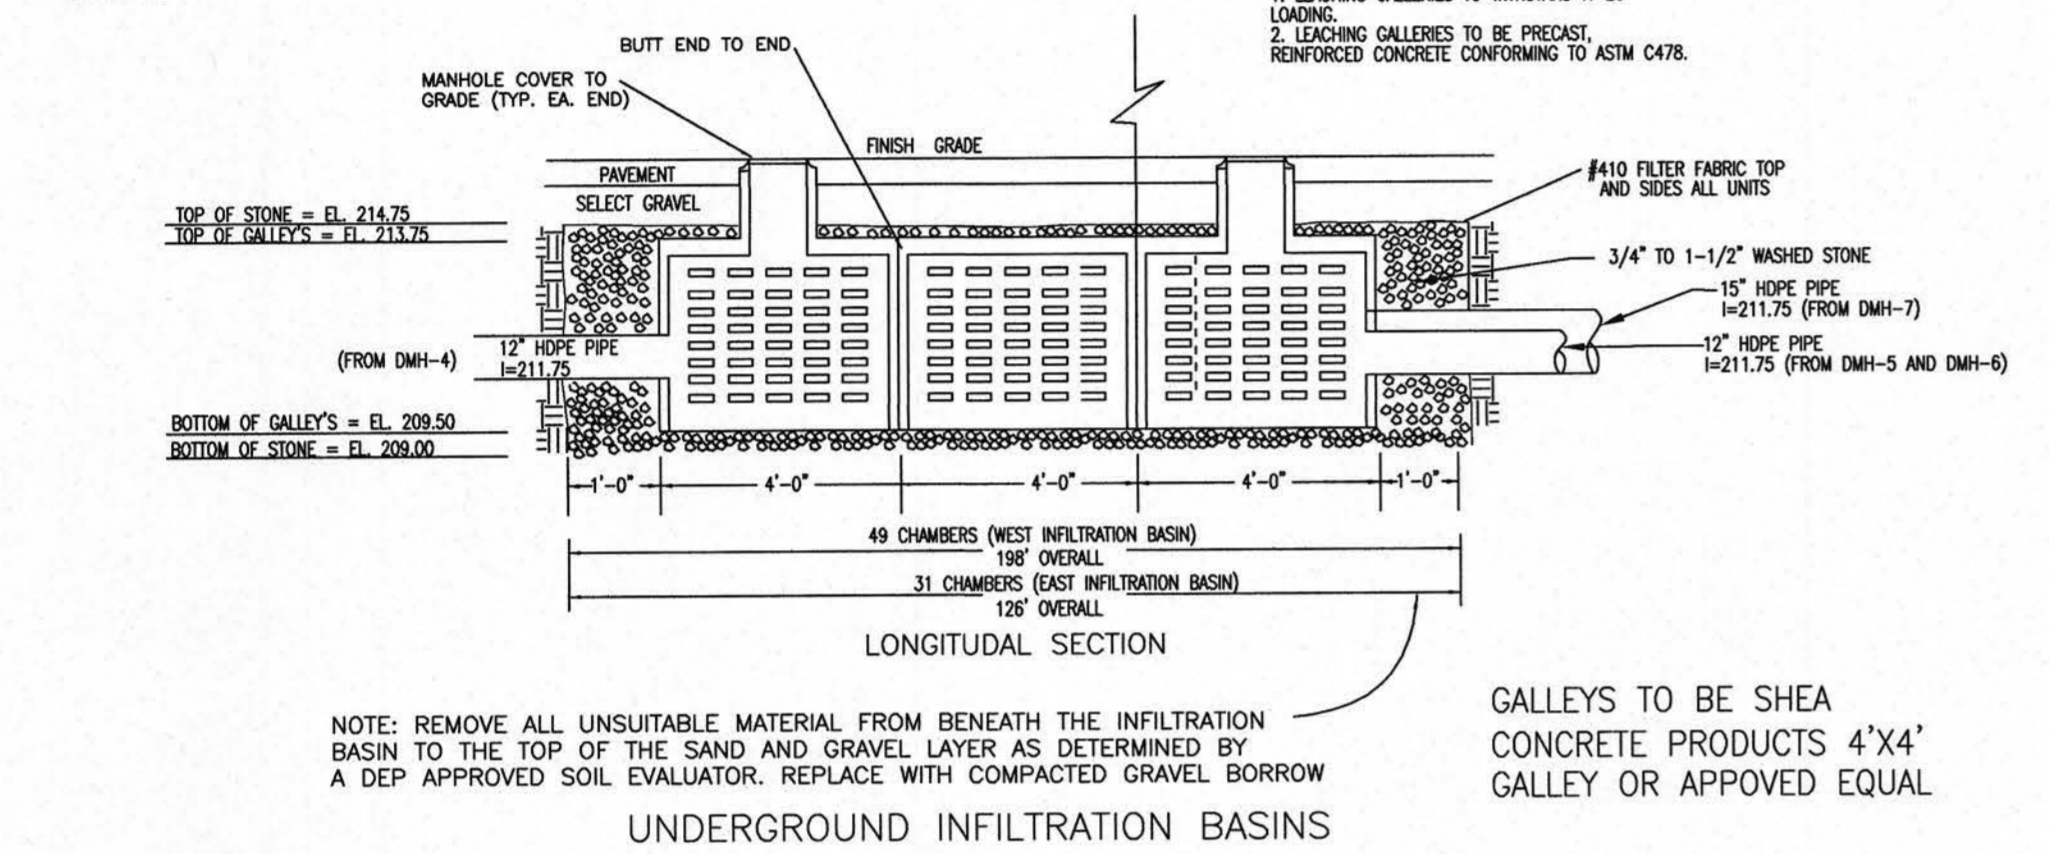 LOADING.
2. LEACHING GALLERIES TO BE PRECAST,
REINFORCED CONCRETE CONFORMING TO ASTM C478.
BUTT END TO END
MANHOLE COVER TO
GRADE (TYP. EA. END)
FINISH GRADE
PAVEMENT
SELECT GRAVEL
#410 FILTER FABRIC TOP
AND SIDES ALL UNITS
TOP OF STONE = EL. 214.75
TOP OF GALLEY'S = EL. 213.75
3/4" TO 1-1/2" WASHED STONE
15" HDPE PIPE
I=211.75 (FROM DMH-7)
12" HDPE PIPE
I=211.75 (FROM DMH-5 AND DMH-6)
(FROM DMH-4)
12" HDPE PIPE
I=211.75
BOTTOM OF GALLEY'S = EL. 209.50
BOTTOM OF STONE = EL. 209.00
1'-0" 4'-0" 4'-0" 4'-0" 1'-0"
49 CHAMBERS (WEST INFILTRATION BASIN)
198' OVERALL
31 CHAMBERS (EAST INFILTRATION BASIN)
126' OVERALL
LONGITUDAL SECTION
NOTE: REMOVE ALL UNSUITABLE MATERIAL FROM BENEATH THE INFILTRATION
BASIN TO THE TOP OF THE SAND AND GRAVEL LAYER AS DETERMINED BY
A DEP APPROVED SOIL EVALUATOR. REPLACE WITH COMPACTED GRAVEL BORROW
GALLEYS TO BE SHEA
CONCRETE PRODUCTS 4'X4'
GALLEY OR APPOVED EQUAL
UNDERGROUND INFILTRATION BASINS